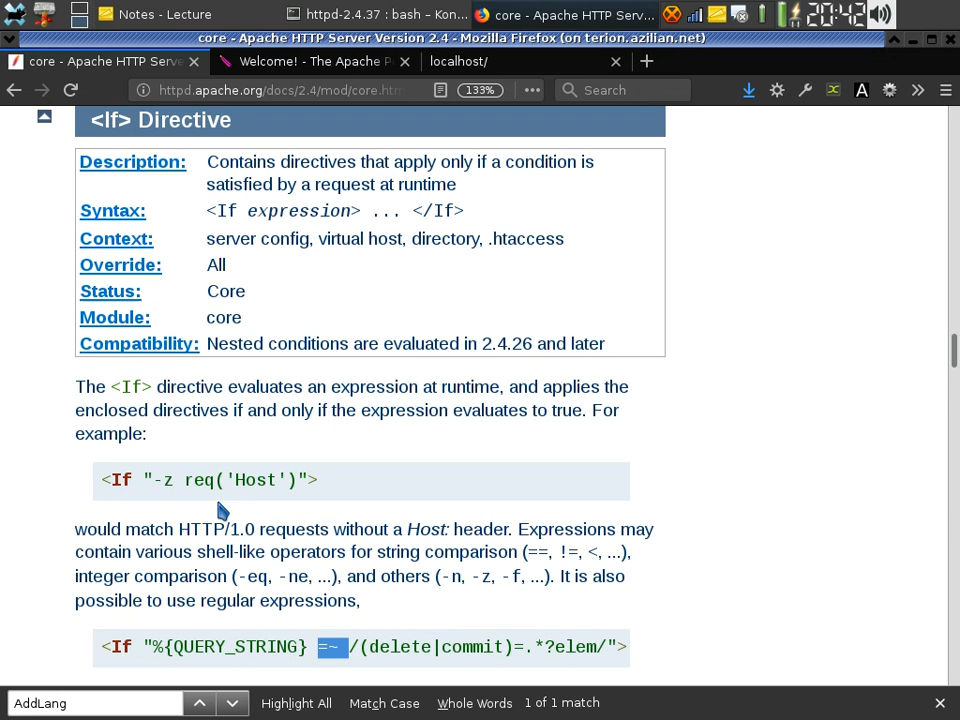 Notes - Lecture
httpd-2.4.37 : bash – Kon...
core - Apache HTTP Serv...
20:42
core - Apache HTTP Server Version 2.4 - Mozilla Firefox (on terion.azilian.net)
core - Apache HTTP Serve
Welcome! - The Apache P
localhost/
httpd.apache.org/docs/2.4/mod/core.htm
133%
Search
<If> Directive
Description: Contains directives that apply only if a condition is
satisfied by a request at runtime
Syntax: <If expression> ... </If>
Context: server config, virtual host, directory, .htaccess
Override: All
Status: Core
Module: core
Compatibility: Nested conditions are evaluated in 2.4.26 and later
The <If> directive evaluates an expression at runtime, and applies the
enclosed directives if and only if the expression evaluates to true. For
example:
<If "-z req('Host')">
would match HTTP/1.0 requests without a Host: header. Expressions may
contain various shell-like operators for string comparison (==, !=, <, ...),
integer comparison (-eq, -ne, ...), and others (-n, -z, -f, ...). It is also
possible to use regular expressions,
<If "%{QUERY_STRING} =~ /(delete|commit)=.*?elem/">
AddLang
Highlight All
Match Case
Whole Words
1 of 1 match